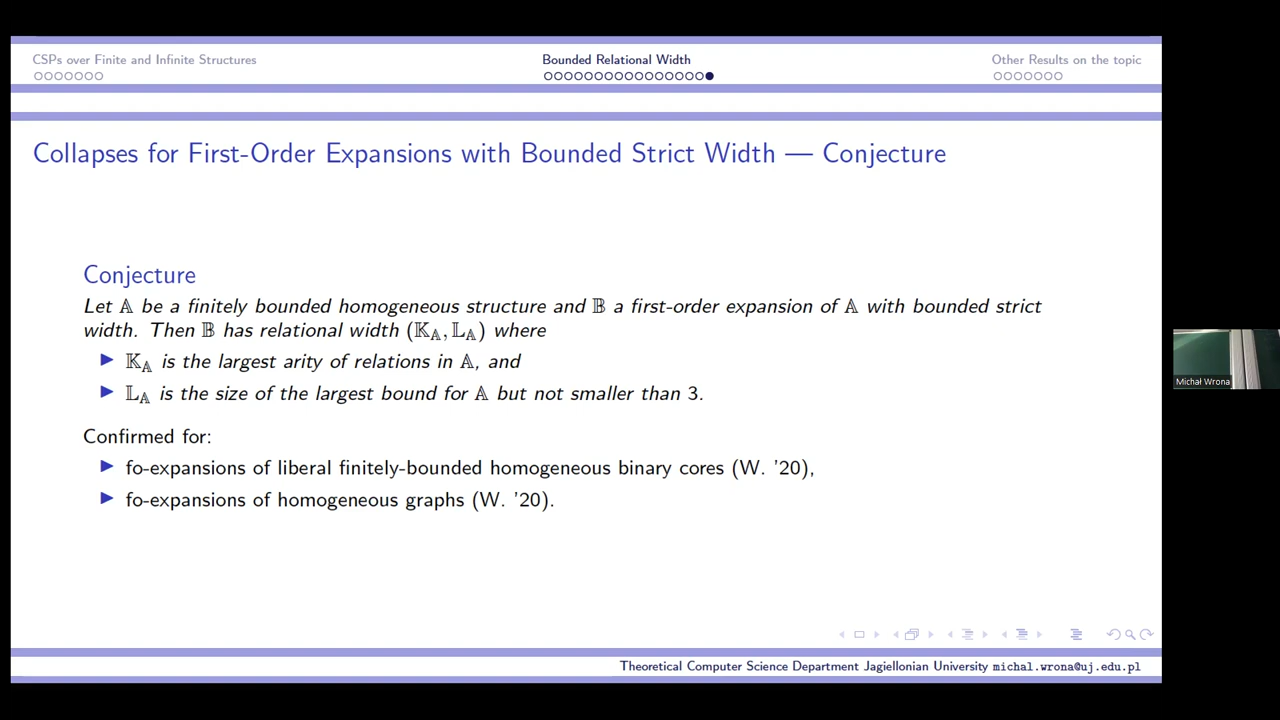 CSPs over Finite and Infinite Structures
Bounded Relational Width
Other Results on the topic
Collapses for First-Order Expansions with Bounded Strict Width — Conjecture
Conjecture
Let 𝔸 be a finitely bounded homogeneous structure and 𝔹 a first-order expansion of 𝔸 with bounded strict
width. Then 𝔹 has relational width (𝕂_𝔸, 𝕃_𝔸) where
▶ 𝕂_𝔸 is the largest arity of relations in 𝔸, and
▶ 𝕃_𝔸 is the size of the largest bound for 𝔸 but not smaller than 3.
Confirmed for:
▶ fo-expansions of liberal finitely-bounded homogeneous binary cores (W. '20),
▶ fo-expansions of homogeneous graphs (W. '20).
Theoretical Computer Science Department Jagiellonian University michal.wrona@uj.edu.pl
Michał Wrona